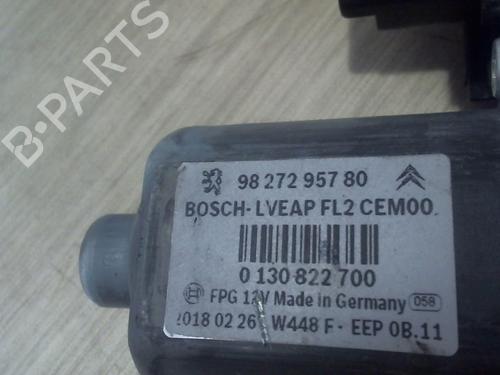 B-PARTS
98 272 957 80
BOSCH-LVEAP FL2 CEM00
0 130 822 700
FPG 12V Made in Germany 058
2018 02 26 W448 F - EEP 0B.11